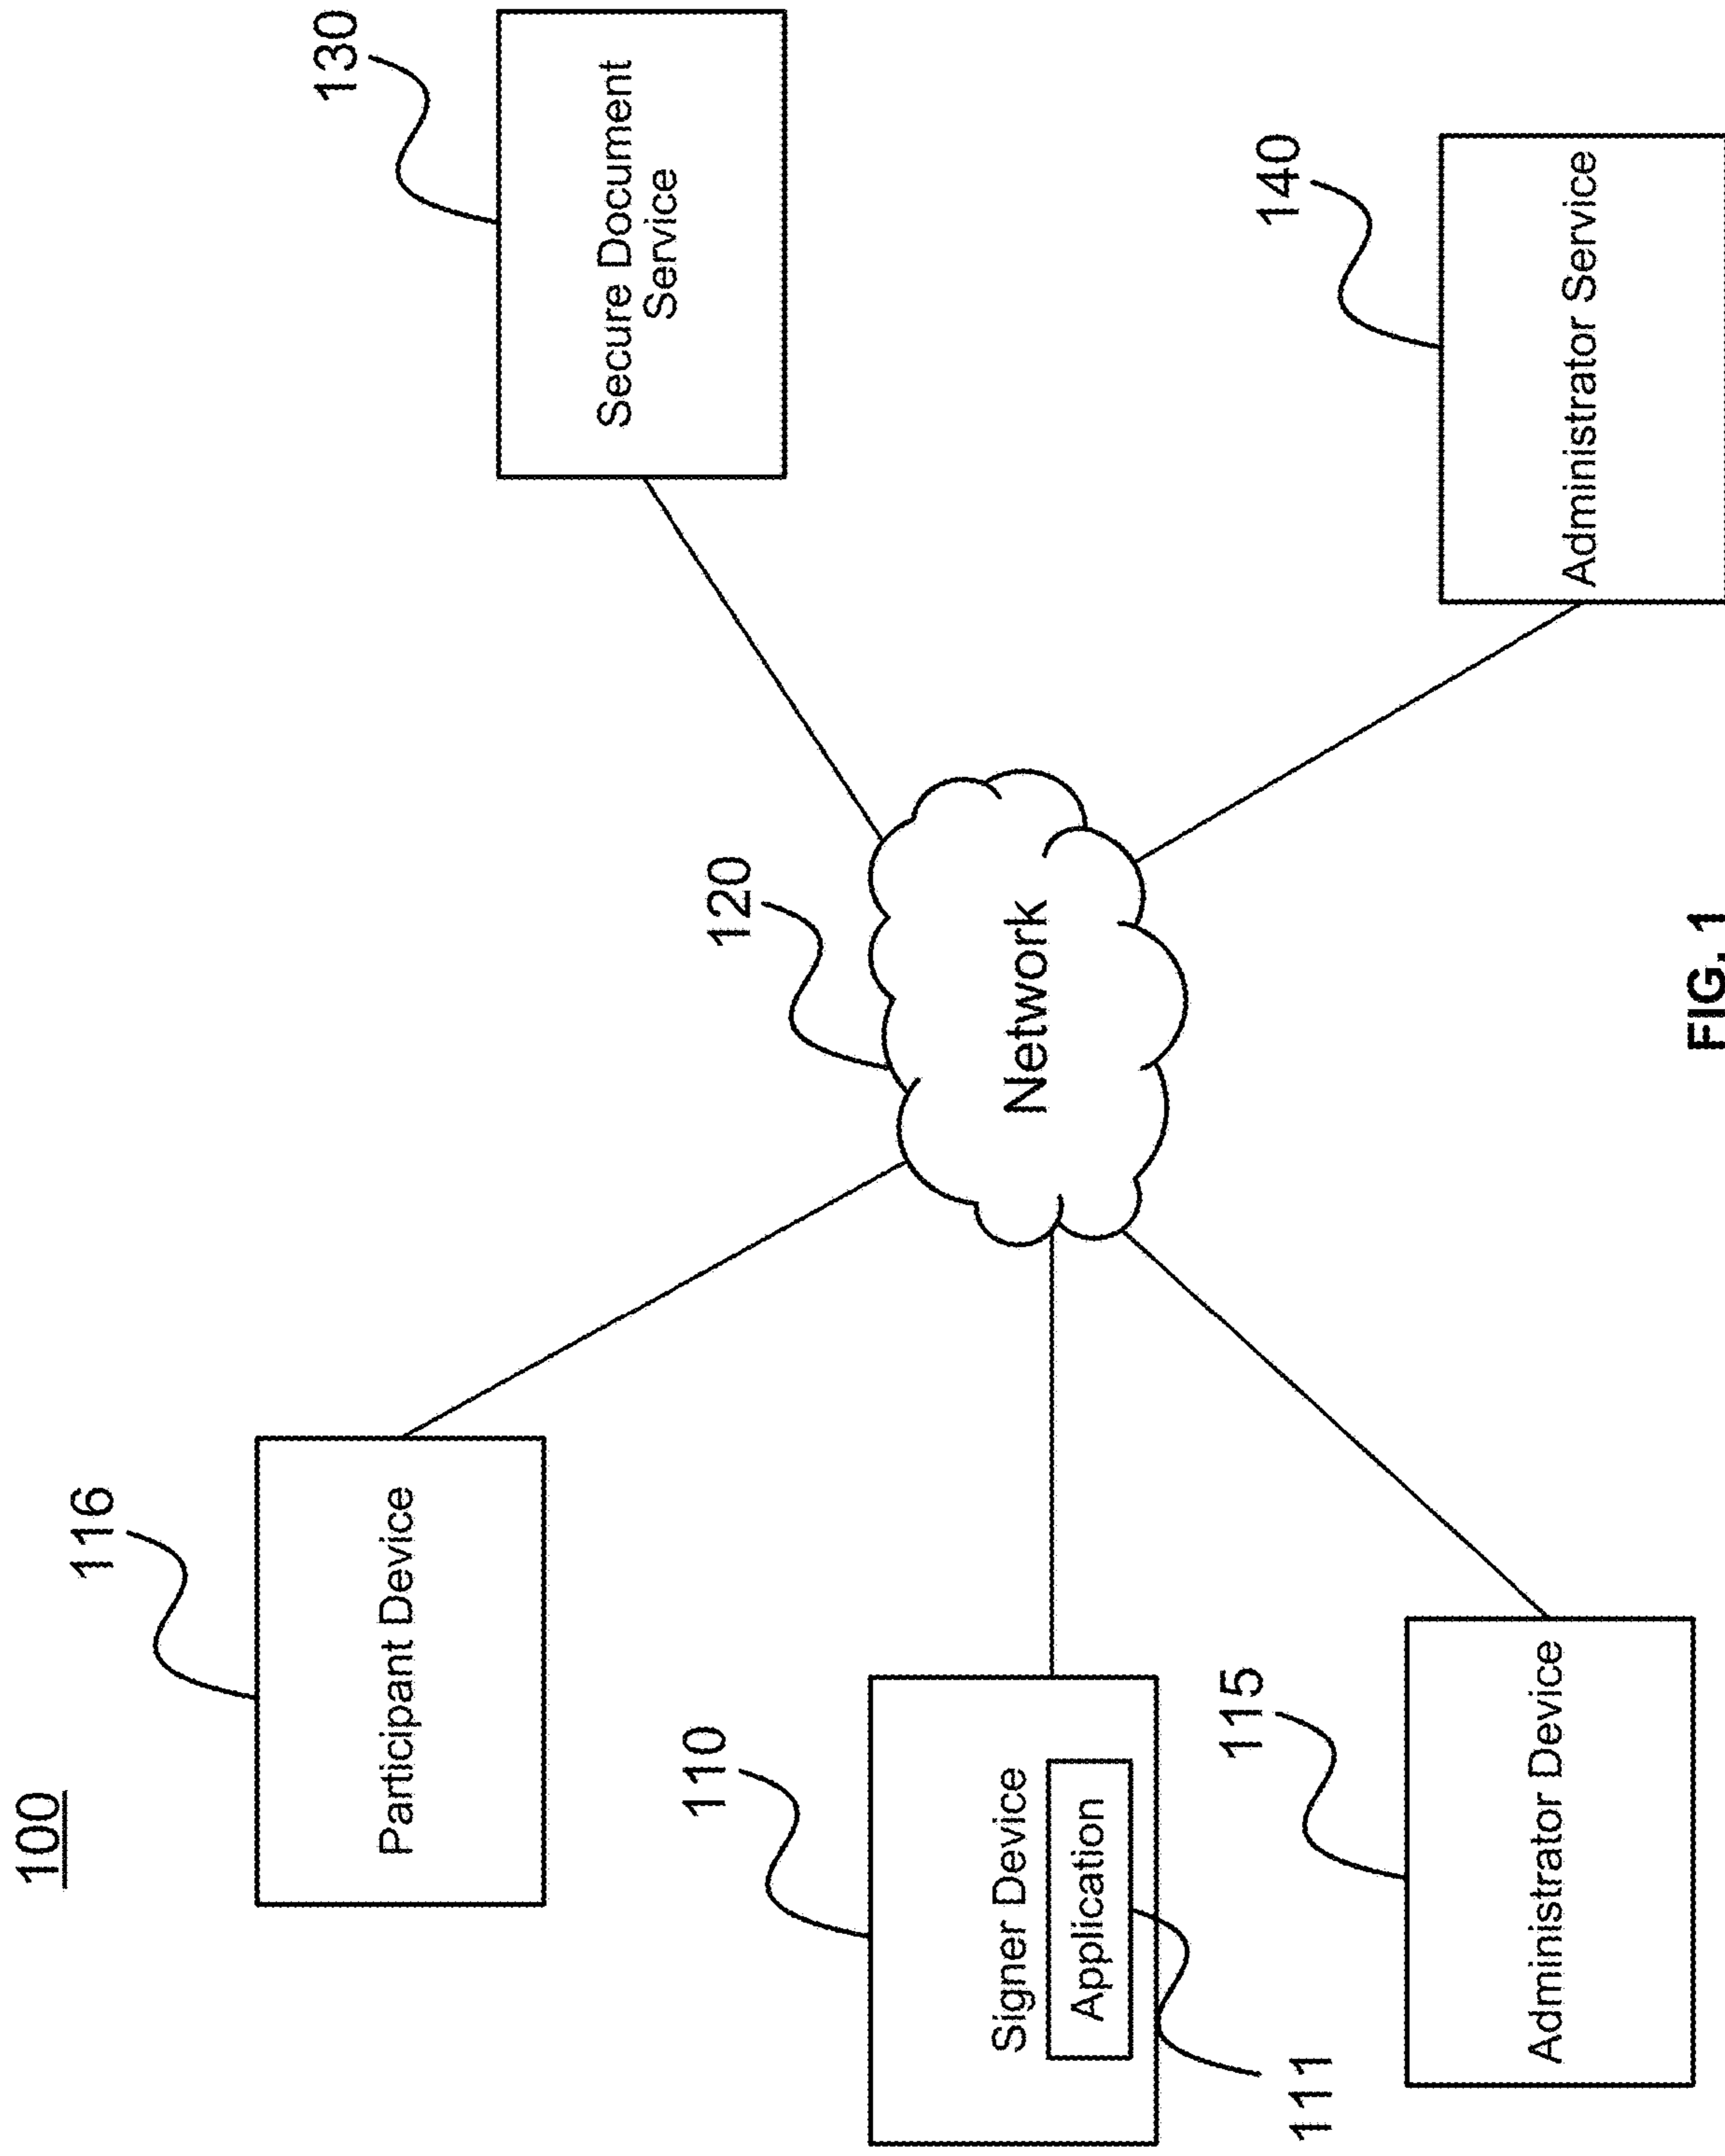 100
116
Participant Device
130
Secure Document
Service
120
Network
110
Signer Device
Application
111
140
Administrator Service
115
Administrator Device
FIG. 1